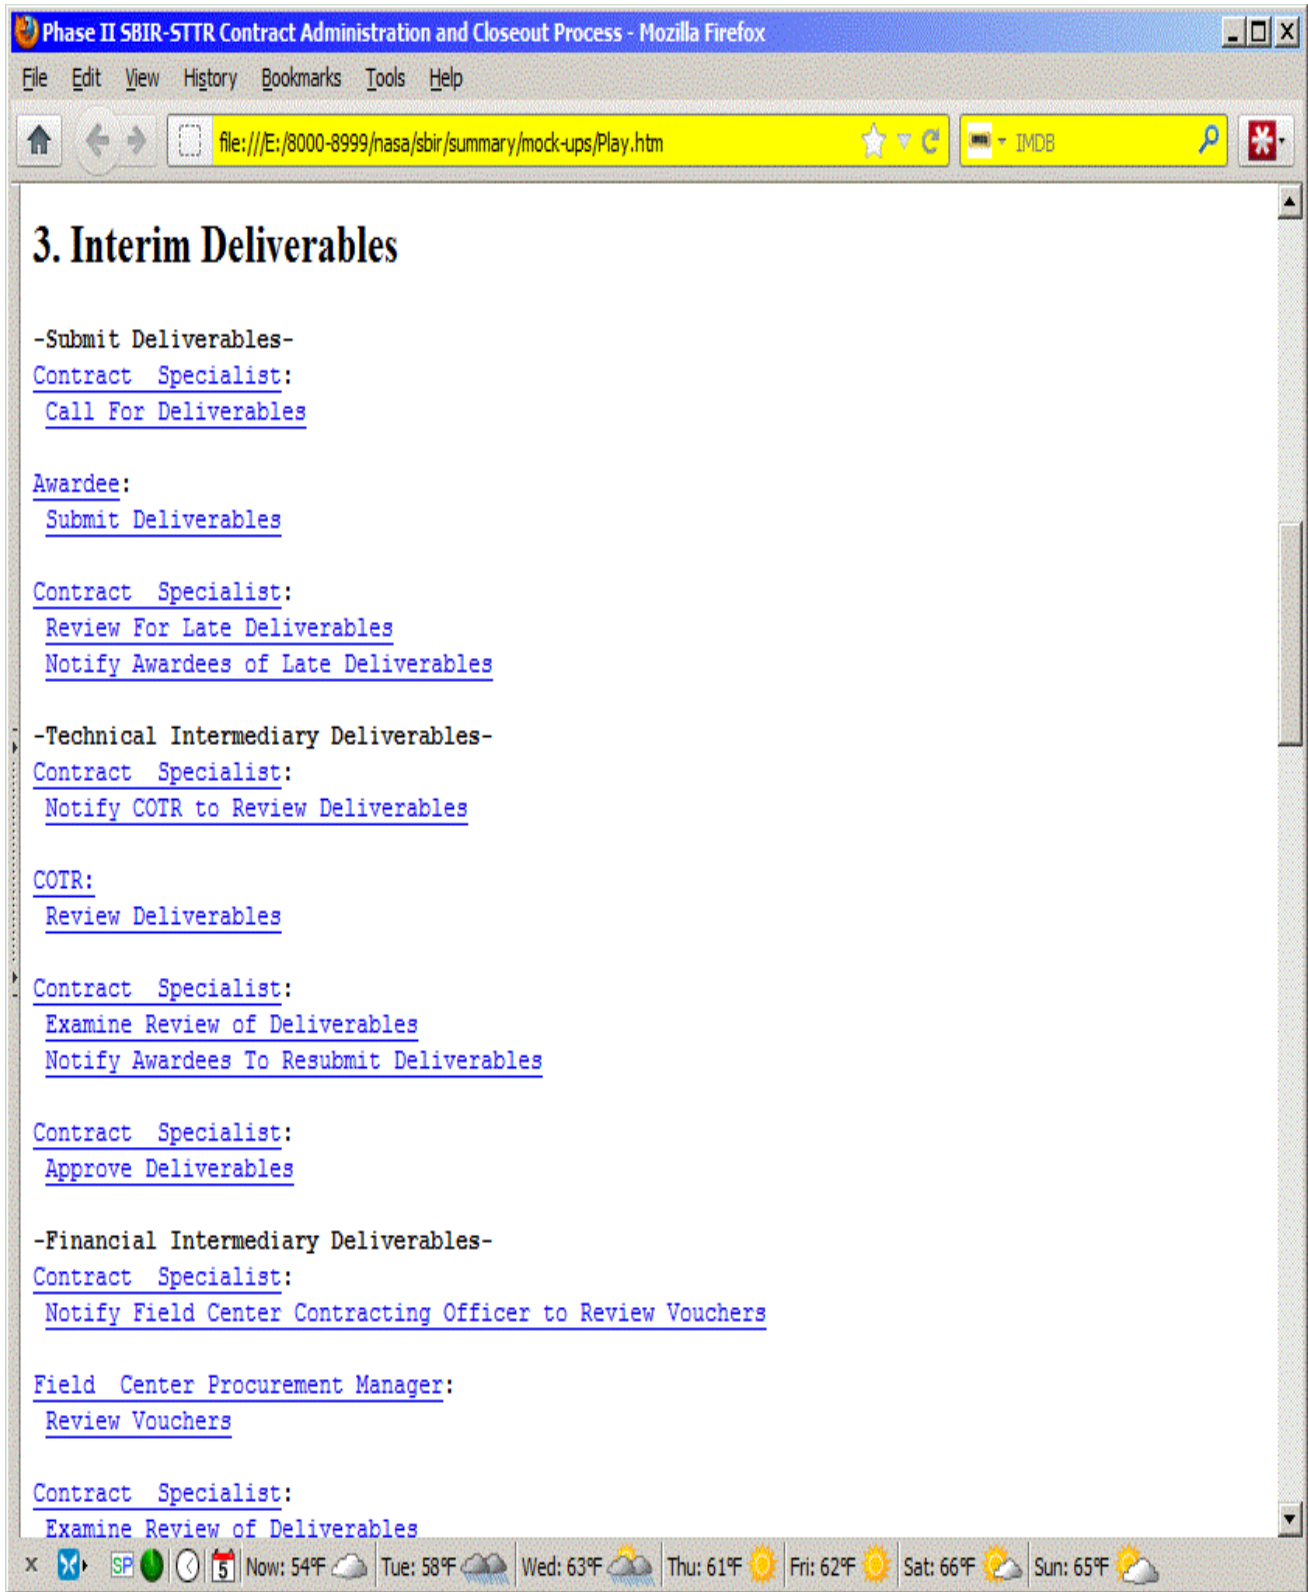 Phase II SBIR-STTR Contract Administration and Closeout Process - Mozilla Firefox
File Edit View History Bookmarks Tools Help
file:///E:/8000-8999/nasa/sbir/summary/mock-ups/Play.htm IMDB
3. Interim Deliverables
-Submit Deliverables-
Contract Specialist:
Call For Deliverables
Awardee:
Submit Deliverables
Contract Specialist:
Review For Late Deliverables
Notify Awardees of Late Deliverables
-Technical Intermediary Deliverables-
Contract Specialist:
Notify COTR to Review Deliverables
COTR:
Review Deliverables
Contract Specialist:
Examine Review of Deliverables
Notify Awardees To Resubmit Deliverables
Contract Specialist:
Approve Deliverables
-Financial Intermediary Deliverables-
Contract Specialist:
Notify Field Center Contracting Officer to Review Vouchers
Field Center Procurement Manager:
Review Vouchers
Contract Specialist:
Examine Review of Deliverables
x SP 5 Now: 54°F Tue: 58°F Wed: 63°F Thu: 61°F Fri: 62°F Sat: 66°F Sun: 65°F